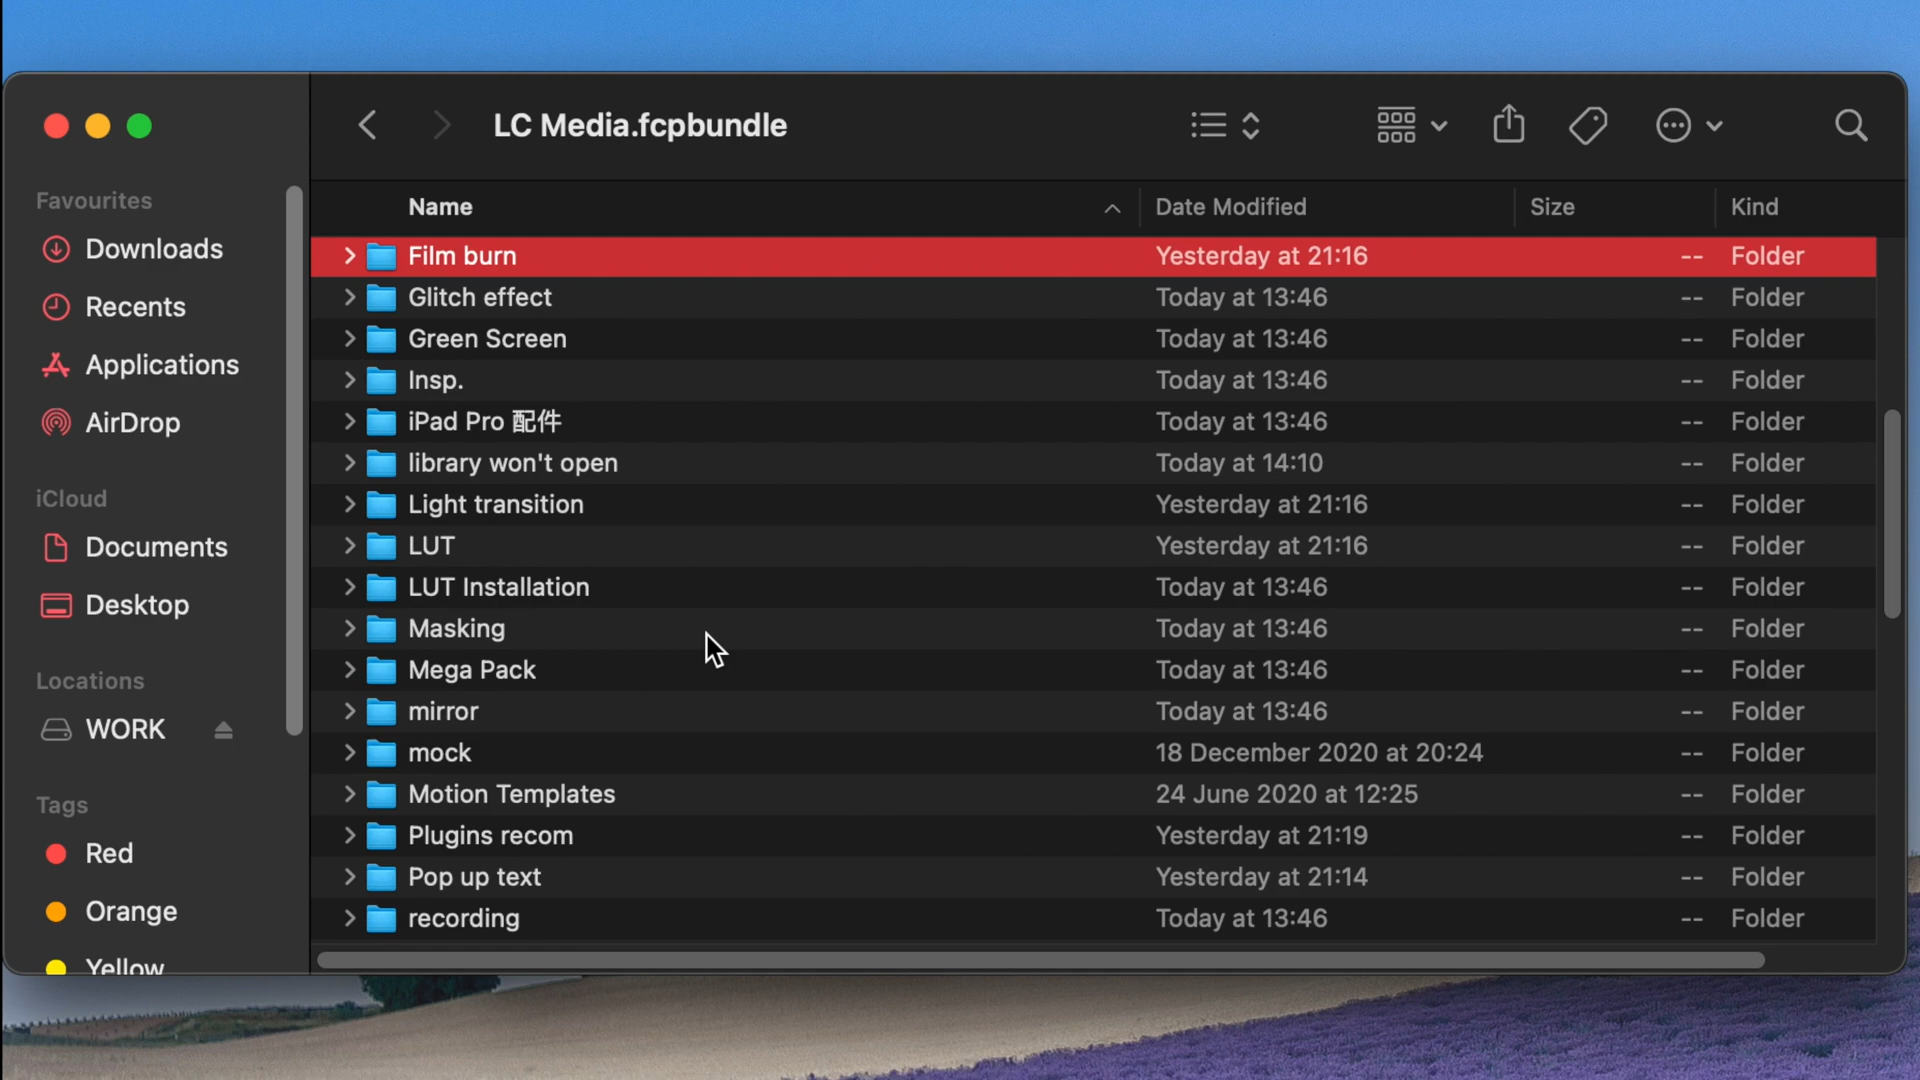 LC Media.fcpbundle
Favourites
Downloads
Recents
Applications
AirDrop
iCloud
Documents
Desktop
Locations
WORK
Tags
Red
Orange
Yellow
Name Date Modified Size Kind
Film burn Yesterday at 21:16 -- Folder
Glitch effect Today at 13:46 -- Folder
Green Screen Today at 13:46 -- Folder
Insp. Today at 13:46 -- Folder
iPad Pro 配件 Today at 13:46 -- Folder
library won't open Today at 14:10 -- Folder
Light transition Yesterday at 21:16 -- Folder
LUT Yesterday at 21:16 -- Folder
LUT Installation Today at 13:46 -- Folder
Masking Today at 13:46 -- Folder
Mega Pack Today at 13:46 -- Folder
mirror Today at 13:46 -- Folder
mock 18 December 2020 at 20:24 -- Folder
Motion Templates 24 June 2020 at 12:25 -- Folder
Plugins recom Yesterday at 21:19 -- Folder
Pop up text Yesterday at 21:14 -- Folder
recording Today at 13:46 -- Folder